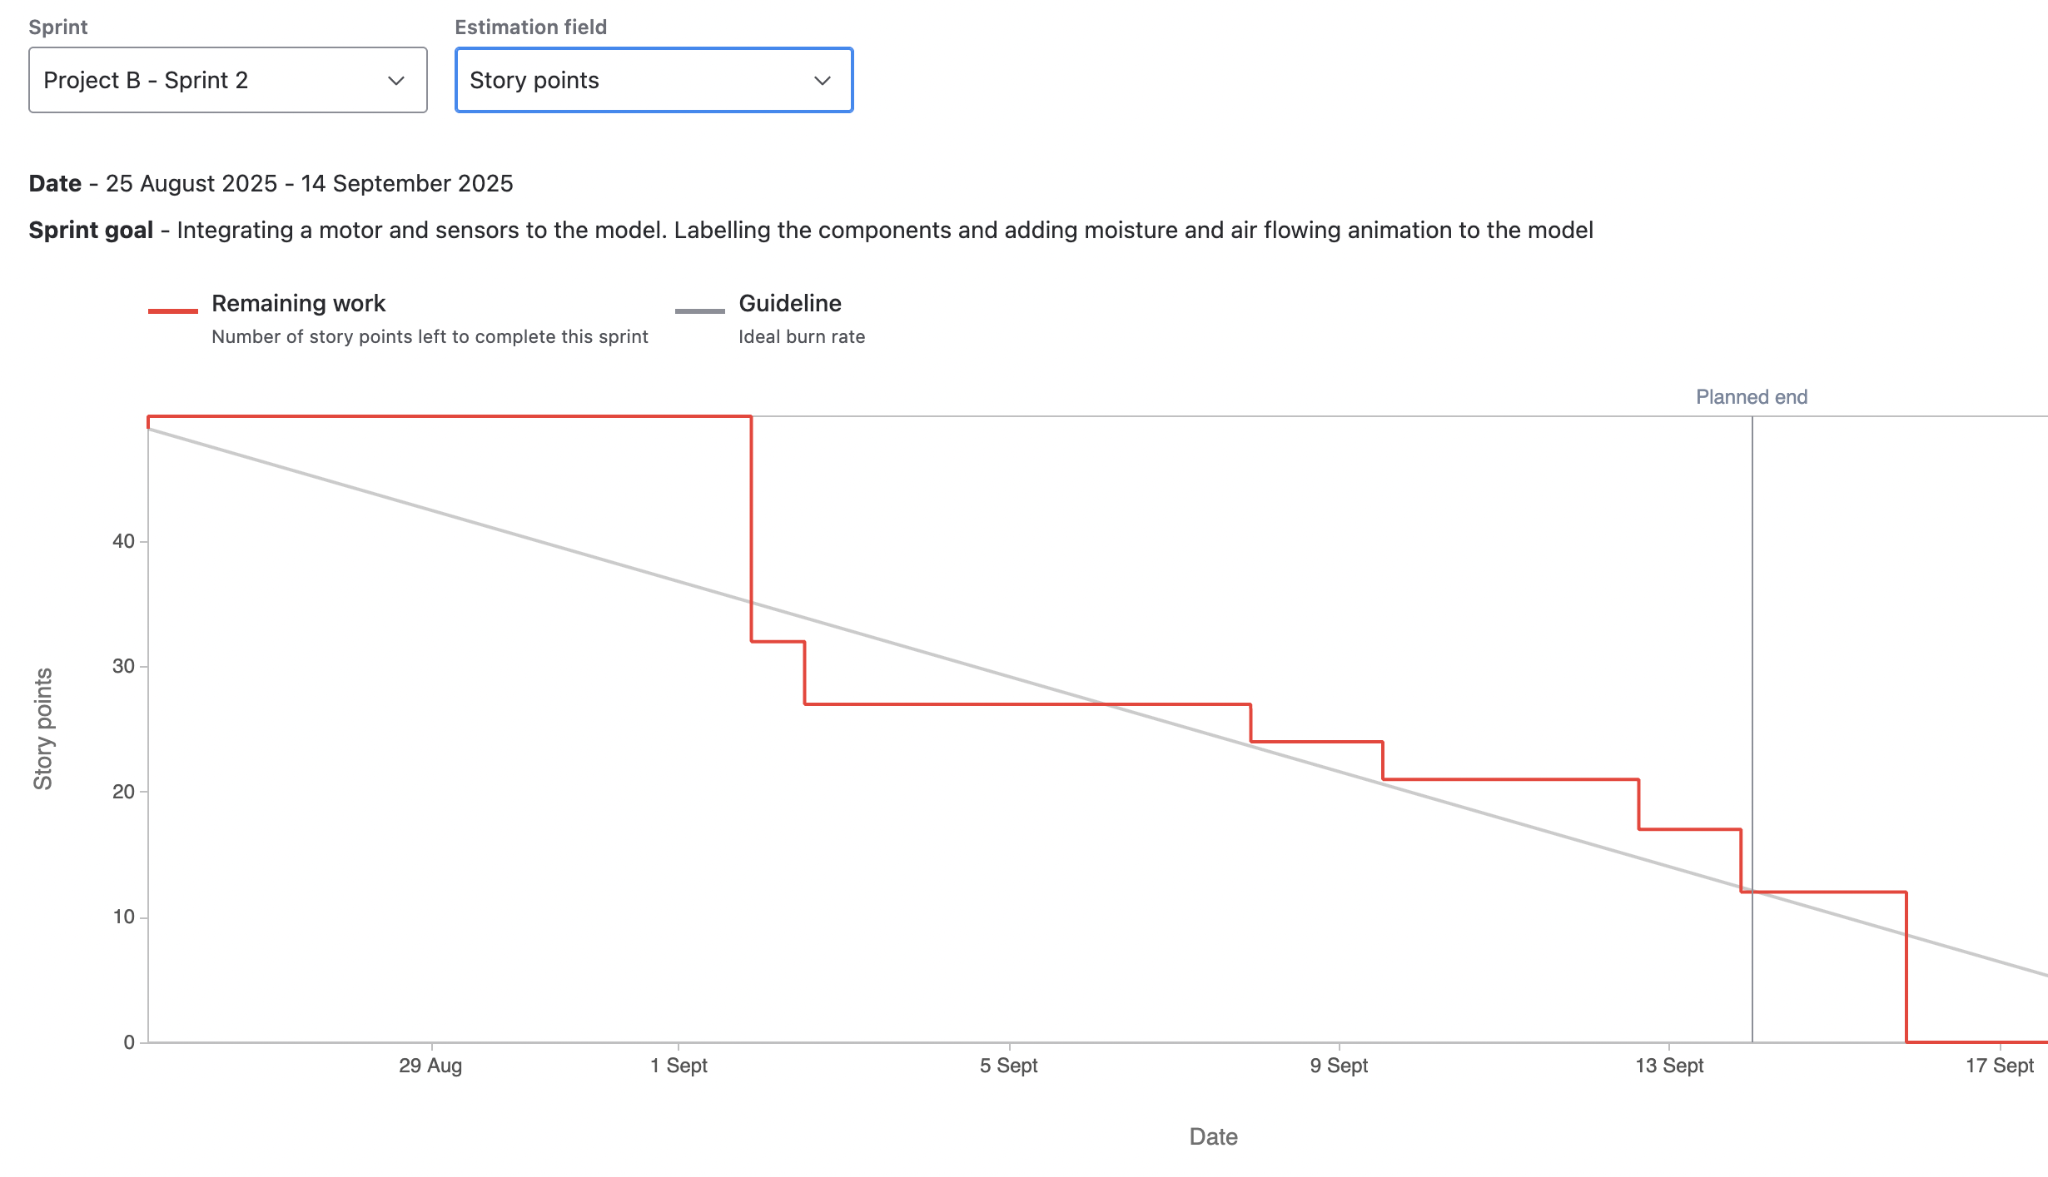 Sprint
Estimation field
Project B - Sprint 2
Story points
Date - 25 August 2025 - 14 September 2025
Sprint goal - Integrating a motor and sensors to the model. Labelling the components and adding moisture and air flowing animation to the model
Remaining work
Number of story points left to complete this sprint
Guideline
Ideal burn rate
Planned end
40
30
20
10
0
Story points
29 Aug
1 Sept
5 Sept
9 Sept
13 Sept
17 Sept
Date